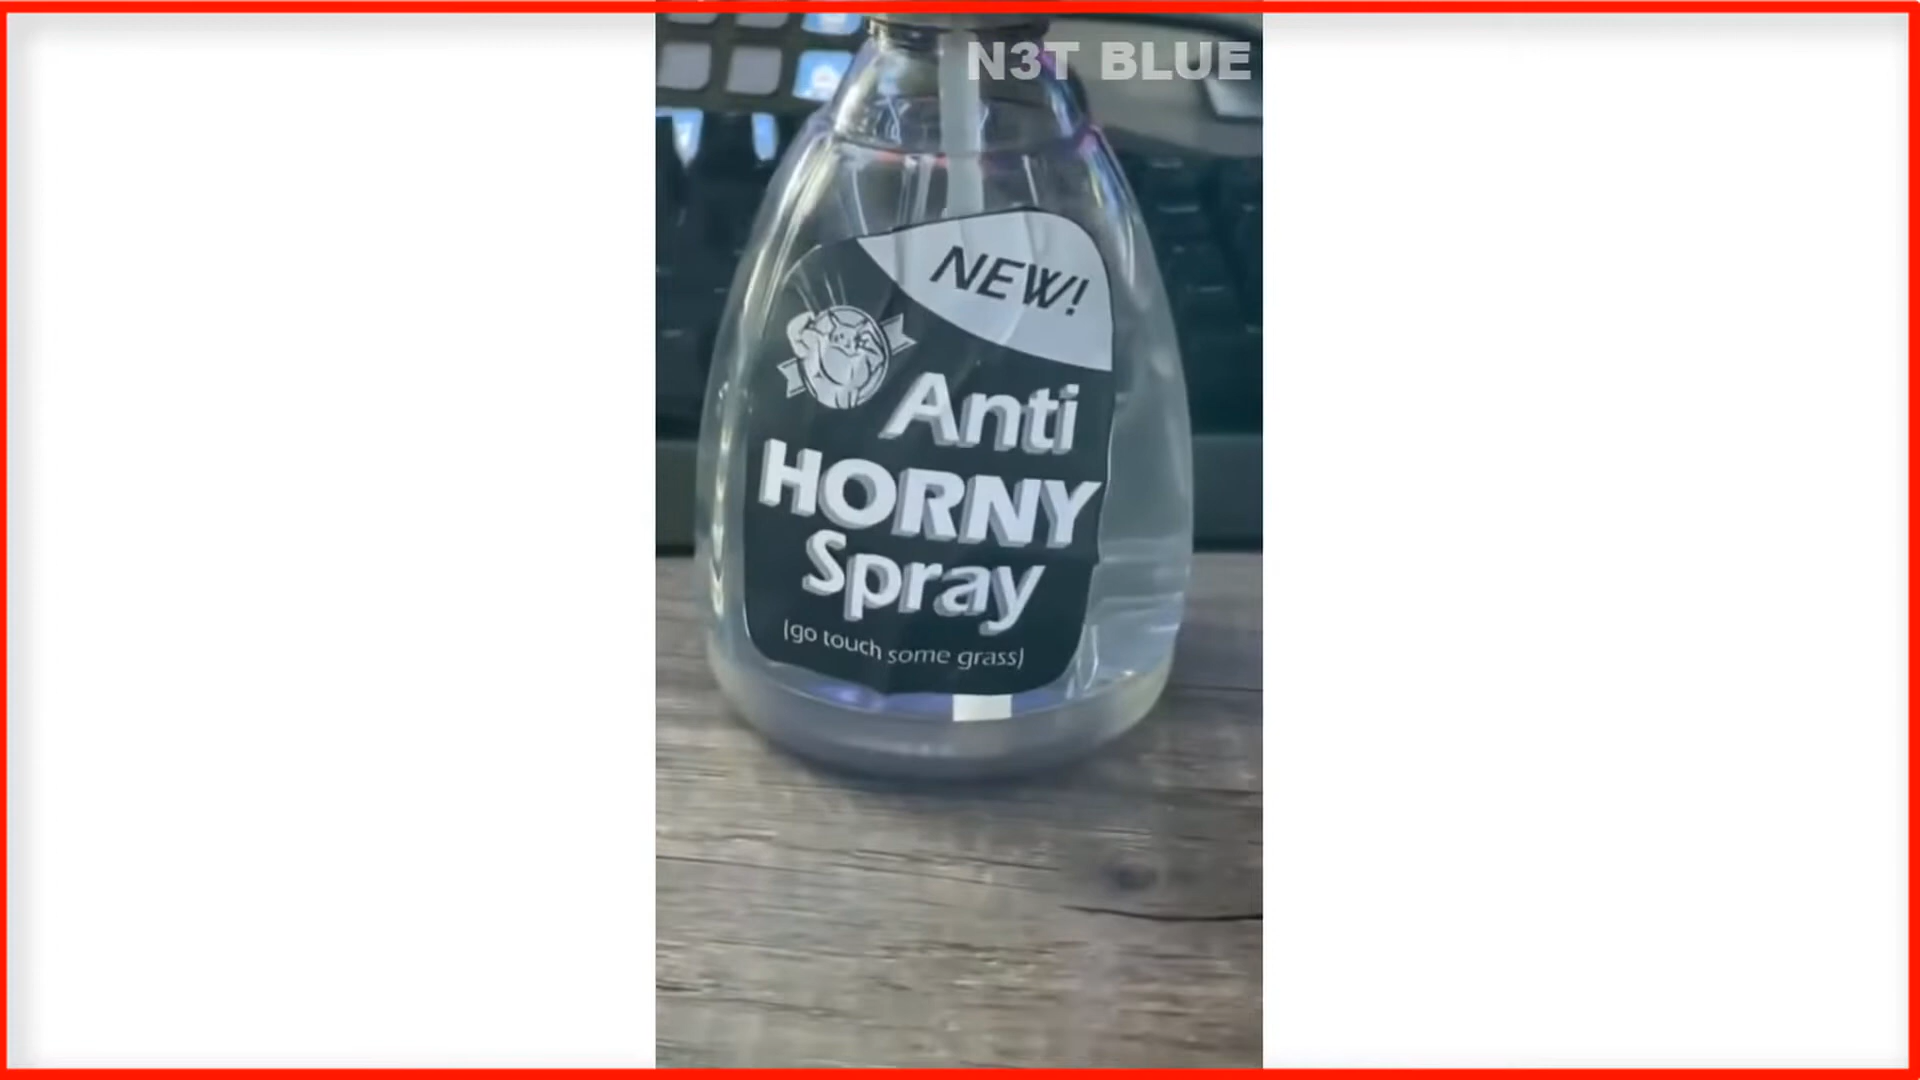 N3T BLUE
NEW!
Anti
HORNY
Spray
(go touch some grass)